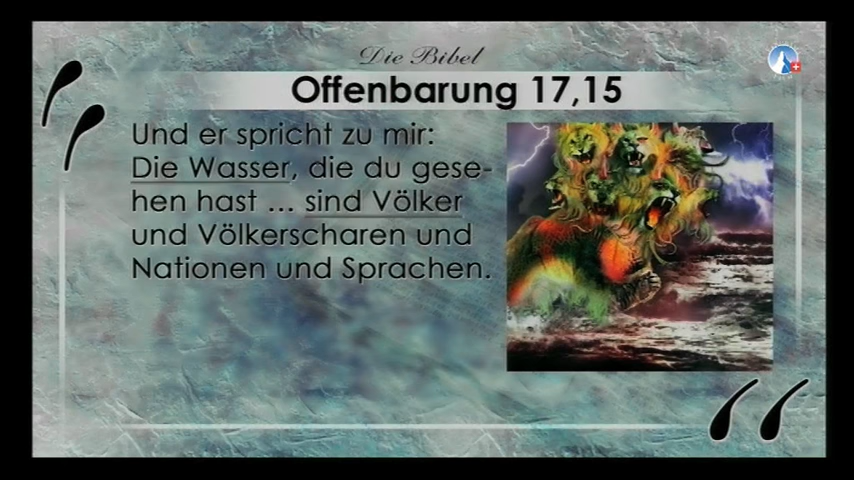 Die Bibel
Offenbarung 17,15
Und er spricht zu mir:
Die Wasser, die du gese-
hen hast ... sind Völker
und Völkerscharen und
Nationen und Sprachen.